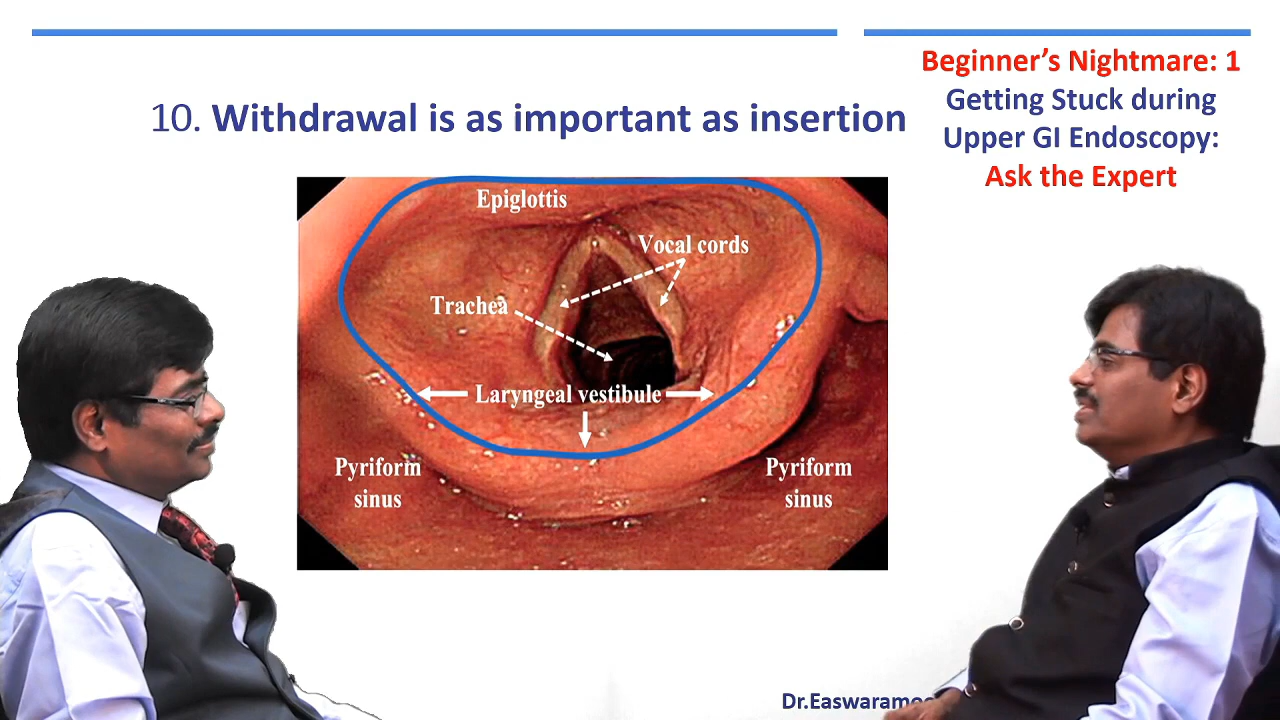 Beginner’s Nightmare: 1
Getting Stuck during
Upper GI Endoscopy:
Ask the Expert
10. Withdrawal is as important as insertion
Epiglottis
Vocal cords
Trachea
Laryngeal vestibule
Pyriform
sinus
Pyriform
sinus